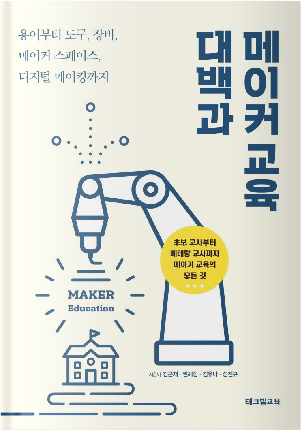 용어부터 도구, 장비,
메이커 스페이스,
디지털 메이킹까지
메이커 교육
대백과
초보 교사부터
베테랑 교사까지
메이커 교육의
모든 것
MAKER
Education
테크빌교육